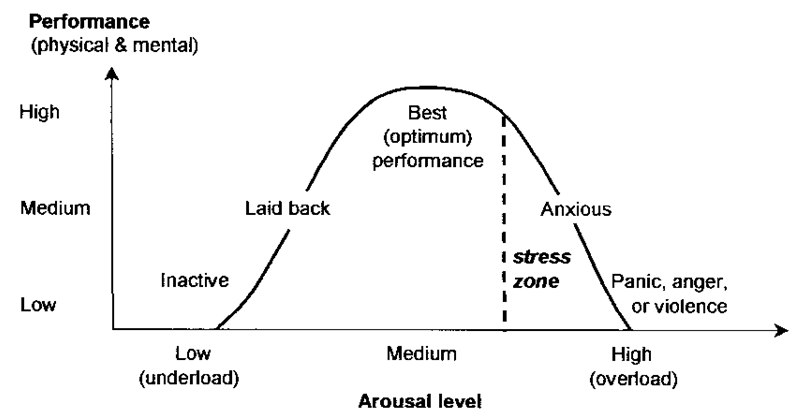 Performance
(physical & mental)
High
Best
(optimum)
performance
Medium
Laid back
Anxious
stress
zone
Inactive
Panic, anger,
or violence
Low
Low
(underload)
Medium
High
(overload)
Arousal level